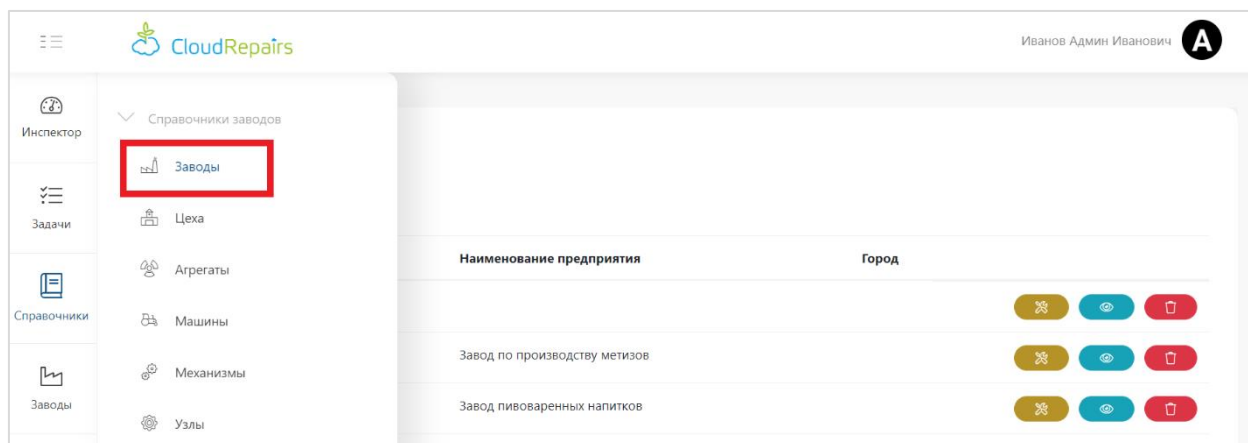 CloudRepairs
Иванов Админ Иванович
A
Инспектор
Задачи
Справочники
Заводы
Справочники заводов
Заводы
Цеха
Агрегаты
Машины
Механизмы
Узлы
Наименование предприятия Город
Завод по производству метизов
Завод пивоваренных напитков